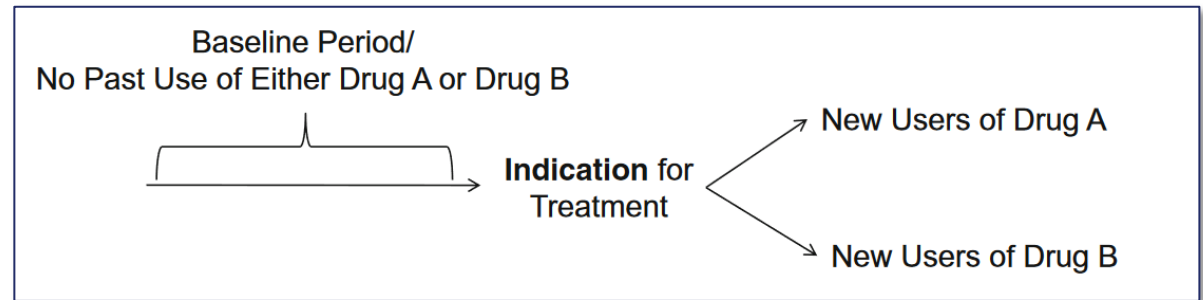 Baseline Period/
No Past Use of Either Drug A or Drug B
New Users of Drug A
Indication for
Treatment
New Users of Drug B